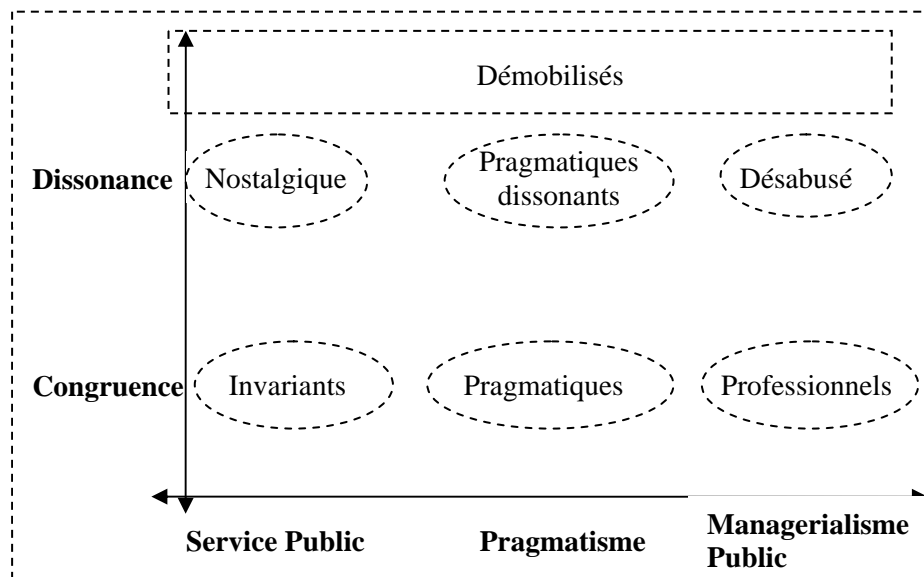 Démobilisés
Dissonance
Nostalgique
Pragmatiques
dissonants
Désabusé
Congruence
Invariants
Pragmatiques
Professionnels
Service Public
Pragmatisme
Managerialisme
Public